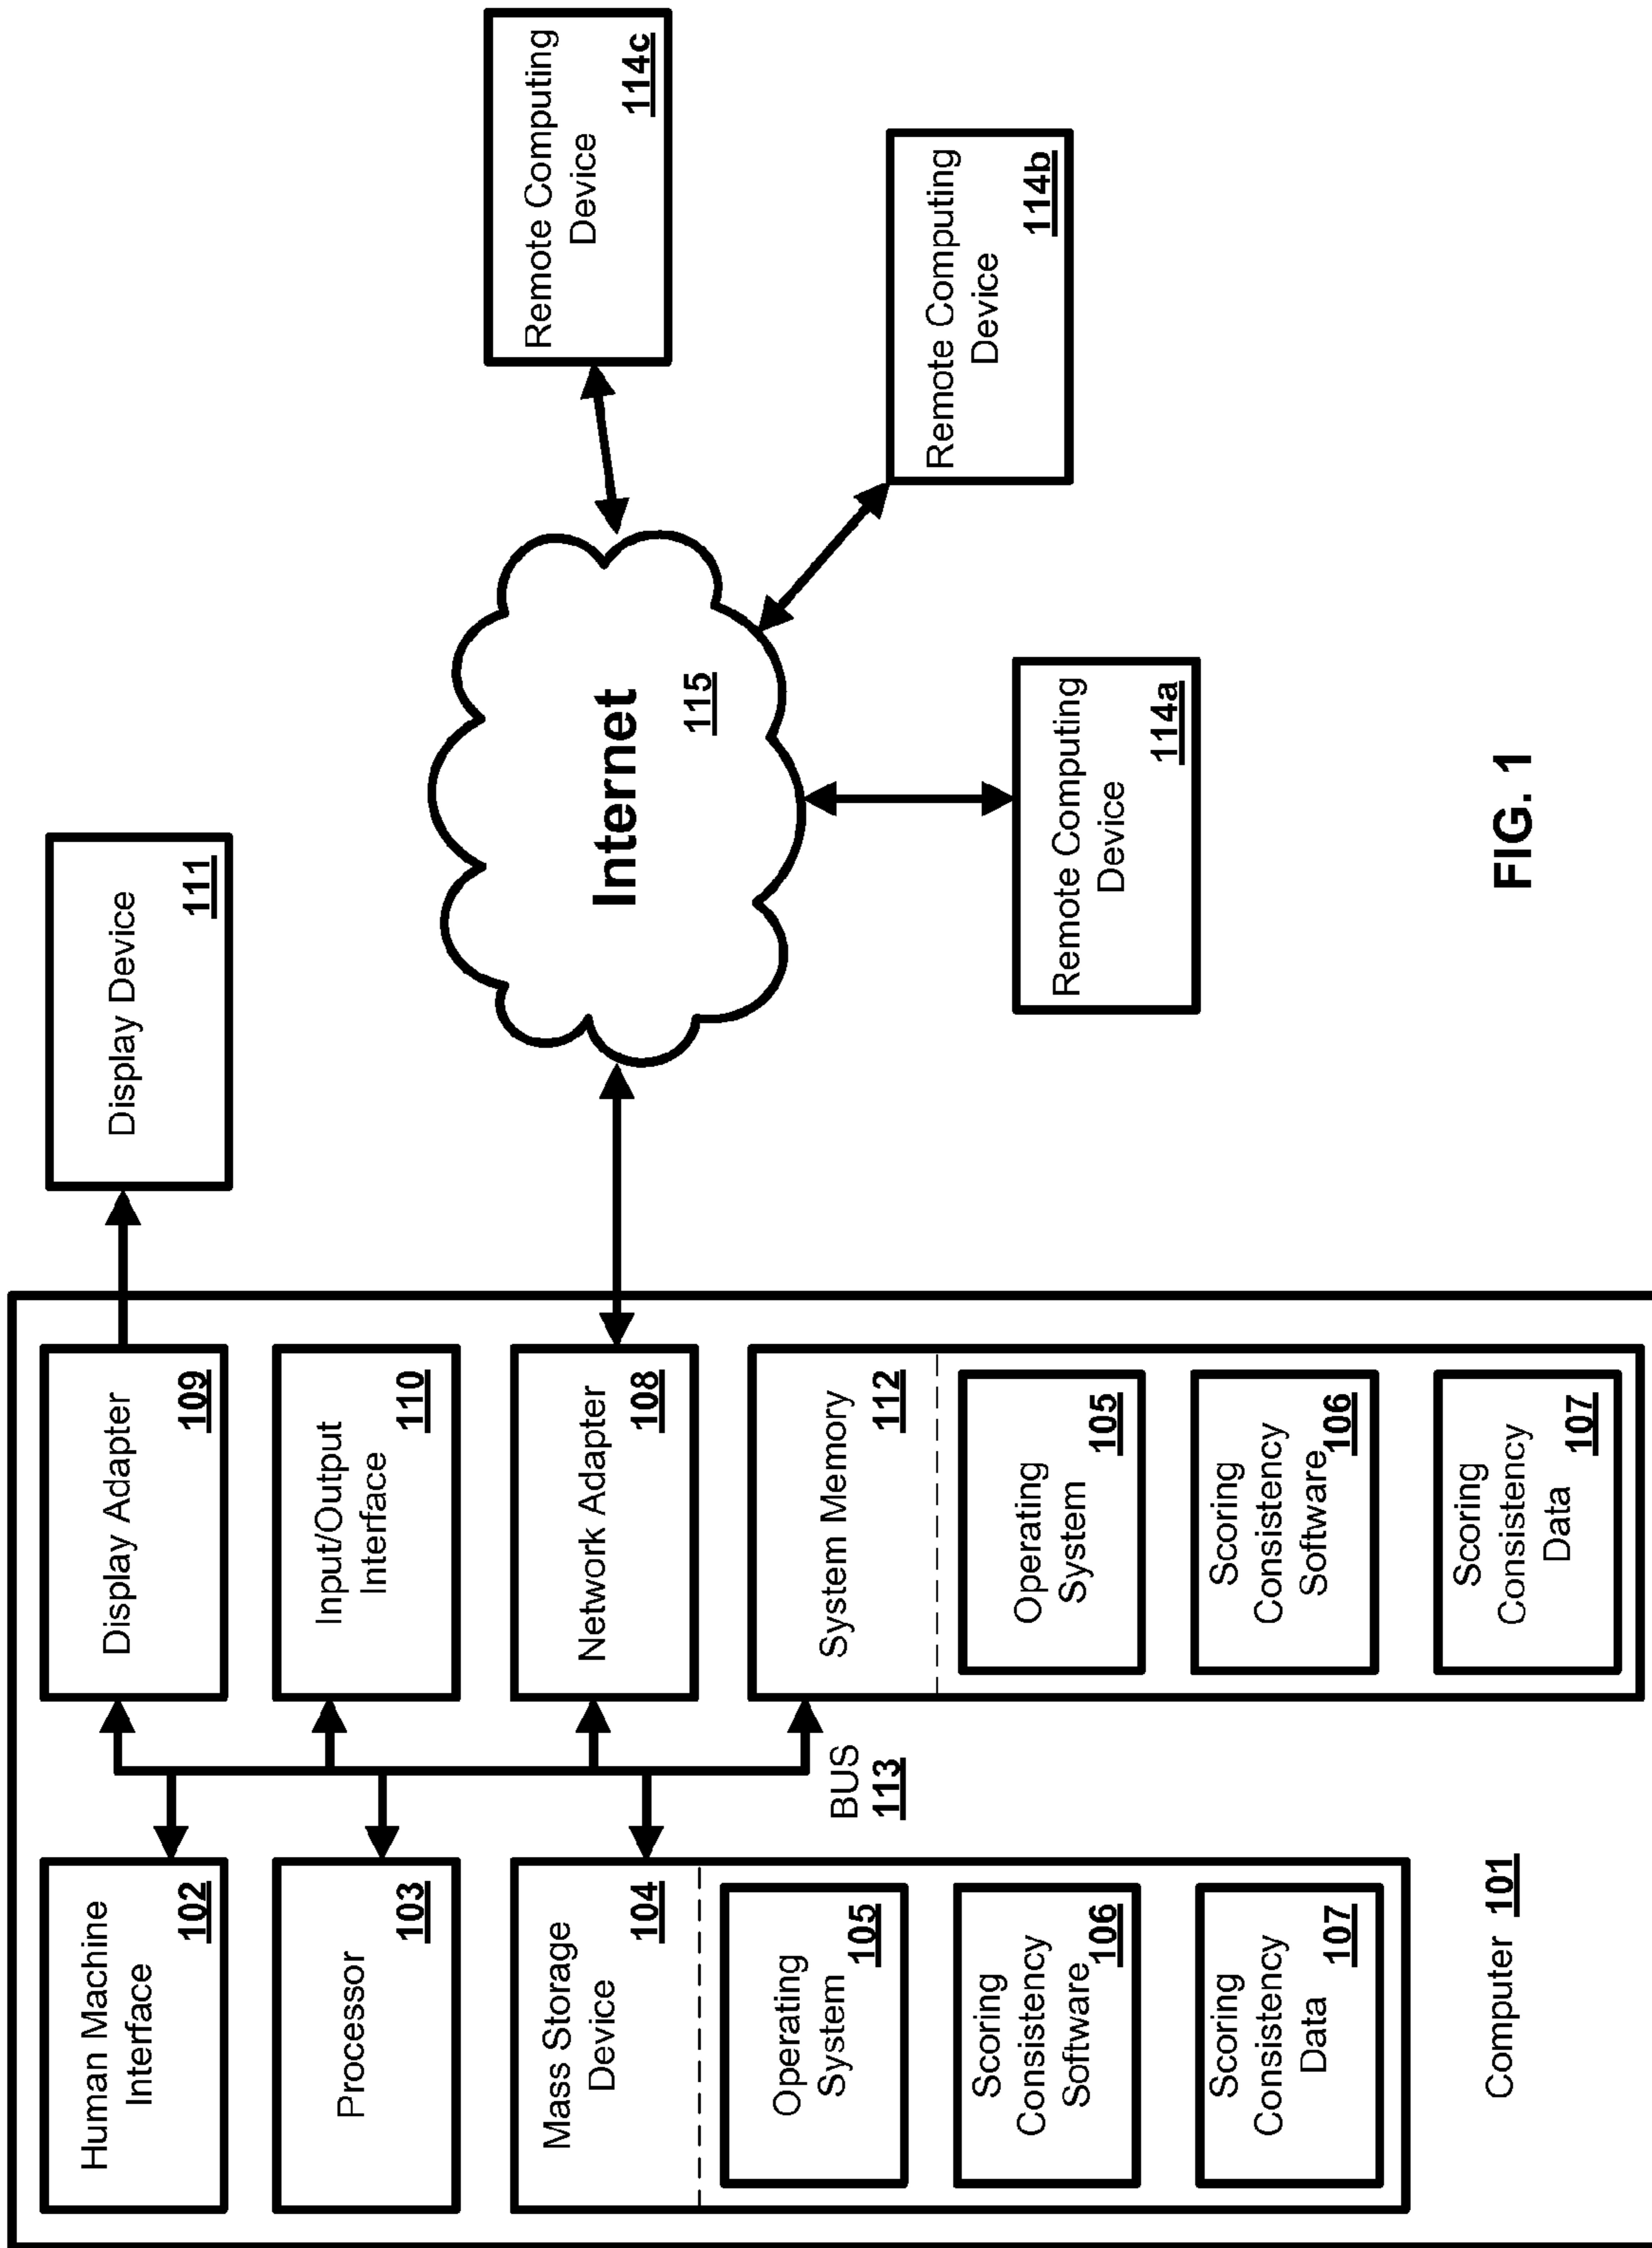 Human Machine
Interface
102
Processor
103
Mass Storage
Device
104
Operating
System
105
Scoring
Consistency
Software
106
Scoring
Consistency
Data
107
Computer 101
BUS
113
Display Adapter
109
Input/Output
Interface
110
Network Adapter
108
System Memory
112
Operating
System
105
Scoring
Consistency
Software
106
Scoring
Consistency
Data
107
Display Device
111
Internet
115
Remote Computing
Device
114a
Remote Computing
Device
114b
Remote Computing
Device
114c
FIG. 1